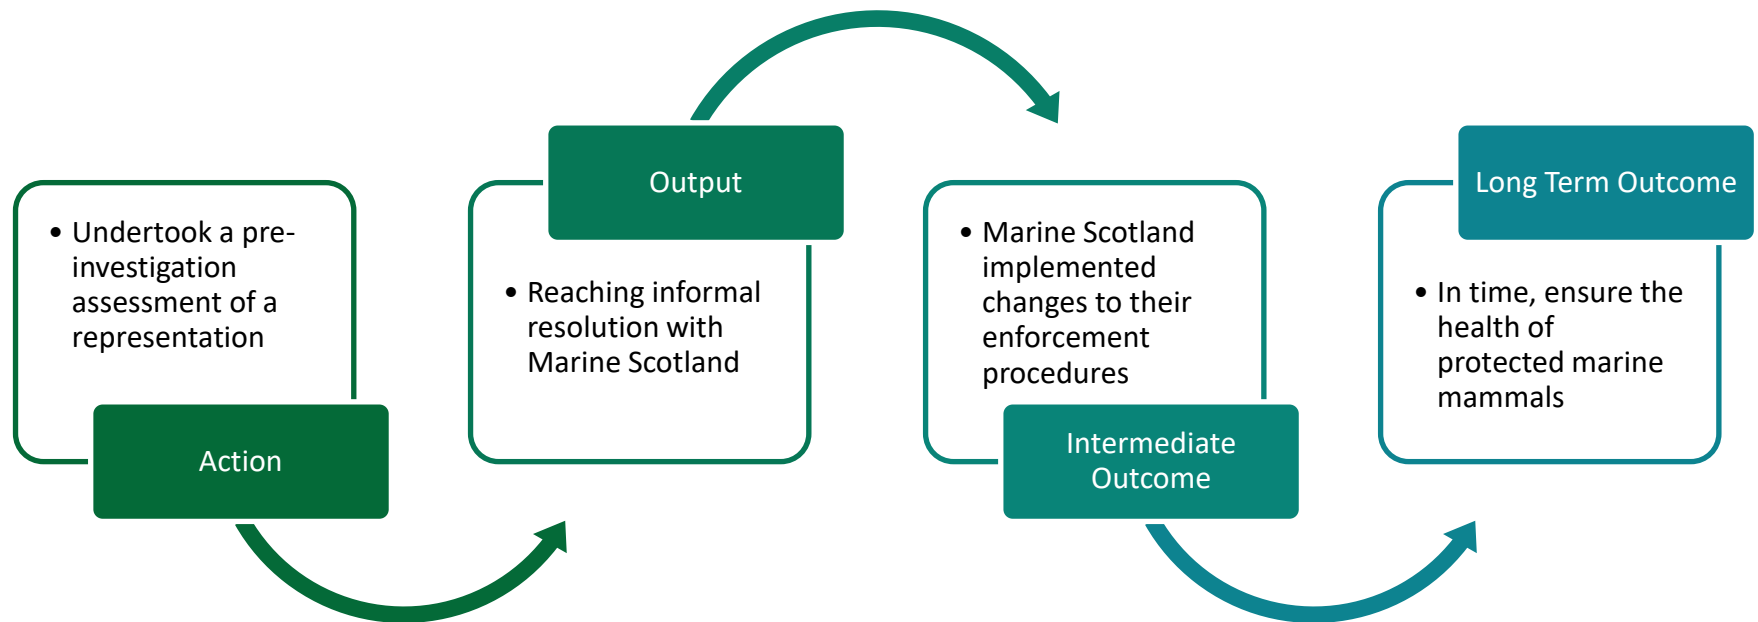 • Undertook a pre-
investigation
assessment of a
representation
Action
Output
• Reaching informal
resolution with
Marine Scotland
• Marine Scotland
implemented
changes to their
enforcement
procedures
Intermediate
Outcome
Long Term Outcome
• In time, ensure the
health of
protected marine
mammals